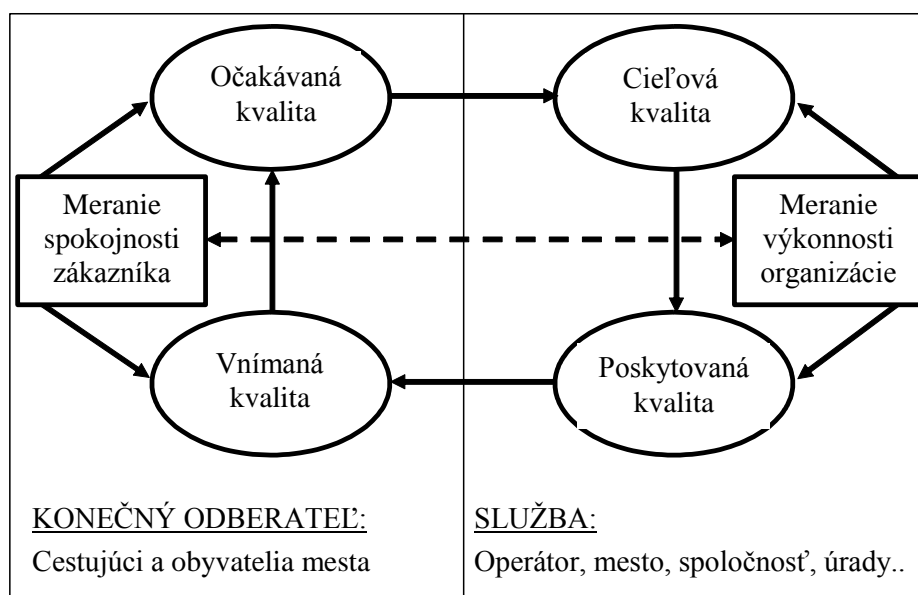 Očakávaná
kvalita
Cieľová
kvalita
Meranie
spokojnosti
zákazníka
Meranie
výkonnosti
organizácie
Vnímaná
kvalita
Poskytovaná
kvalita
KONEČNÝ ODBERATEĽ:
Cestujúci a obyvatelia mesta
SLUŽBA:
Operátor, mesto, spoločnosť, úrady..